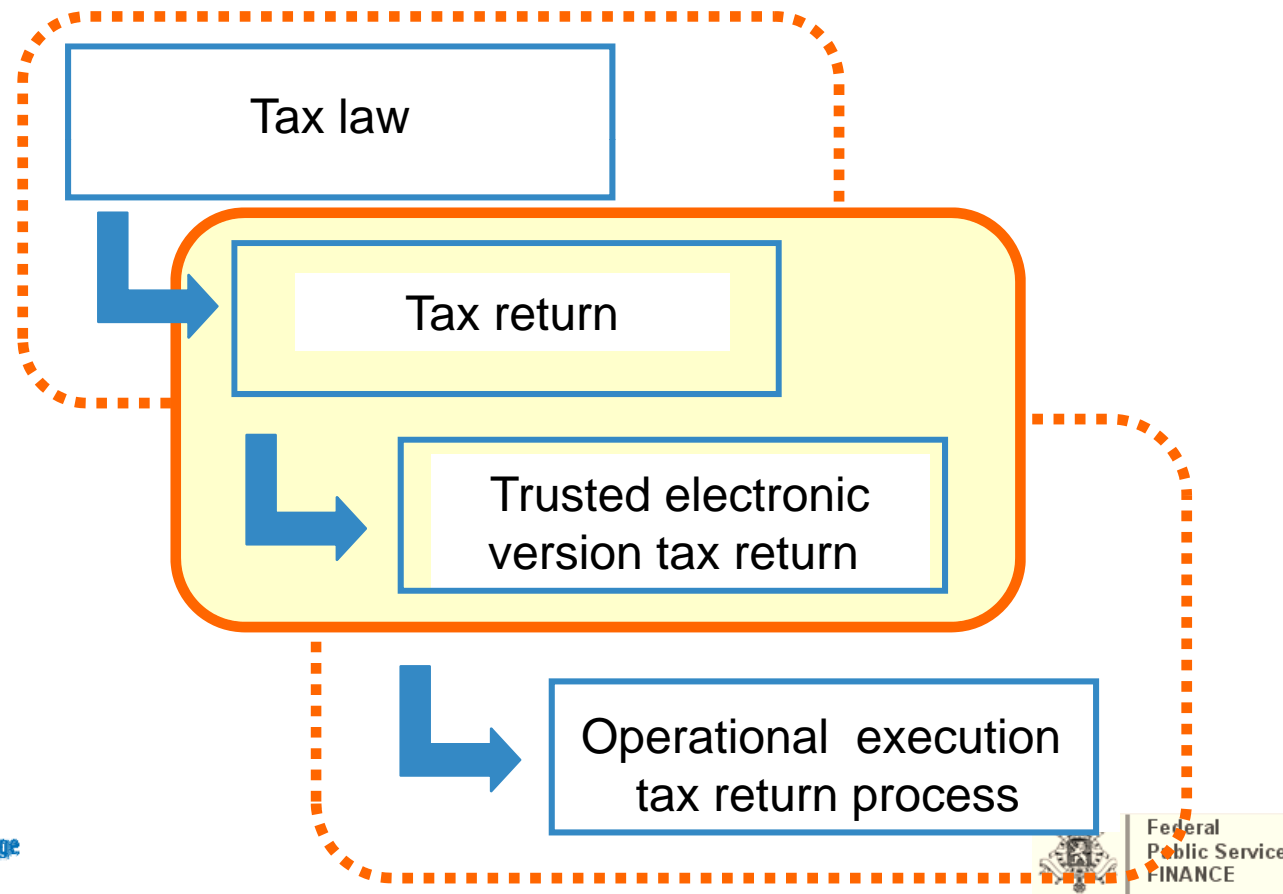 Tax law
Tax return
Trusted electronic
version tax return
Operational execution
tax return process
Federal
Public Service
FINANCE